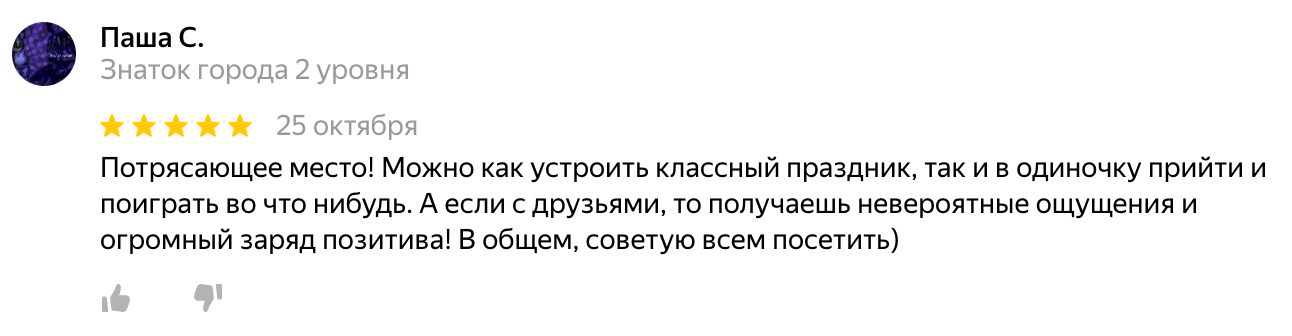 Паша С.
Знаток города 2 уровня
25 октября
Потрясающее место! Можно как устроить классный праздник, так и в одиночку прийти и
поиграть во что нибудь. А если с друзьями, то получаешь невероятные ощущения и
огромный заряд позитива! В общем, советую всем посетить)